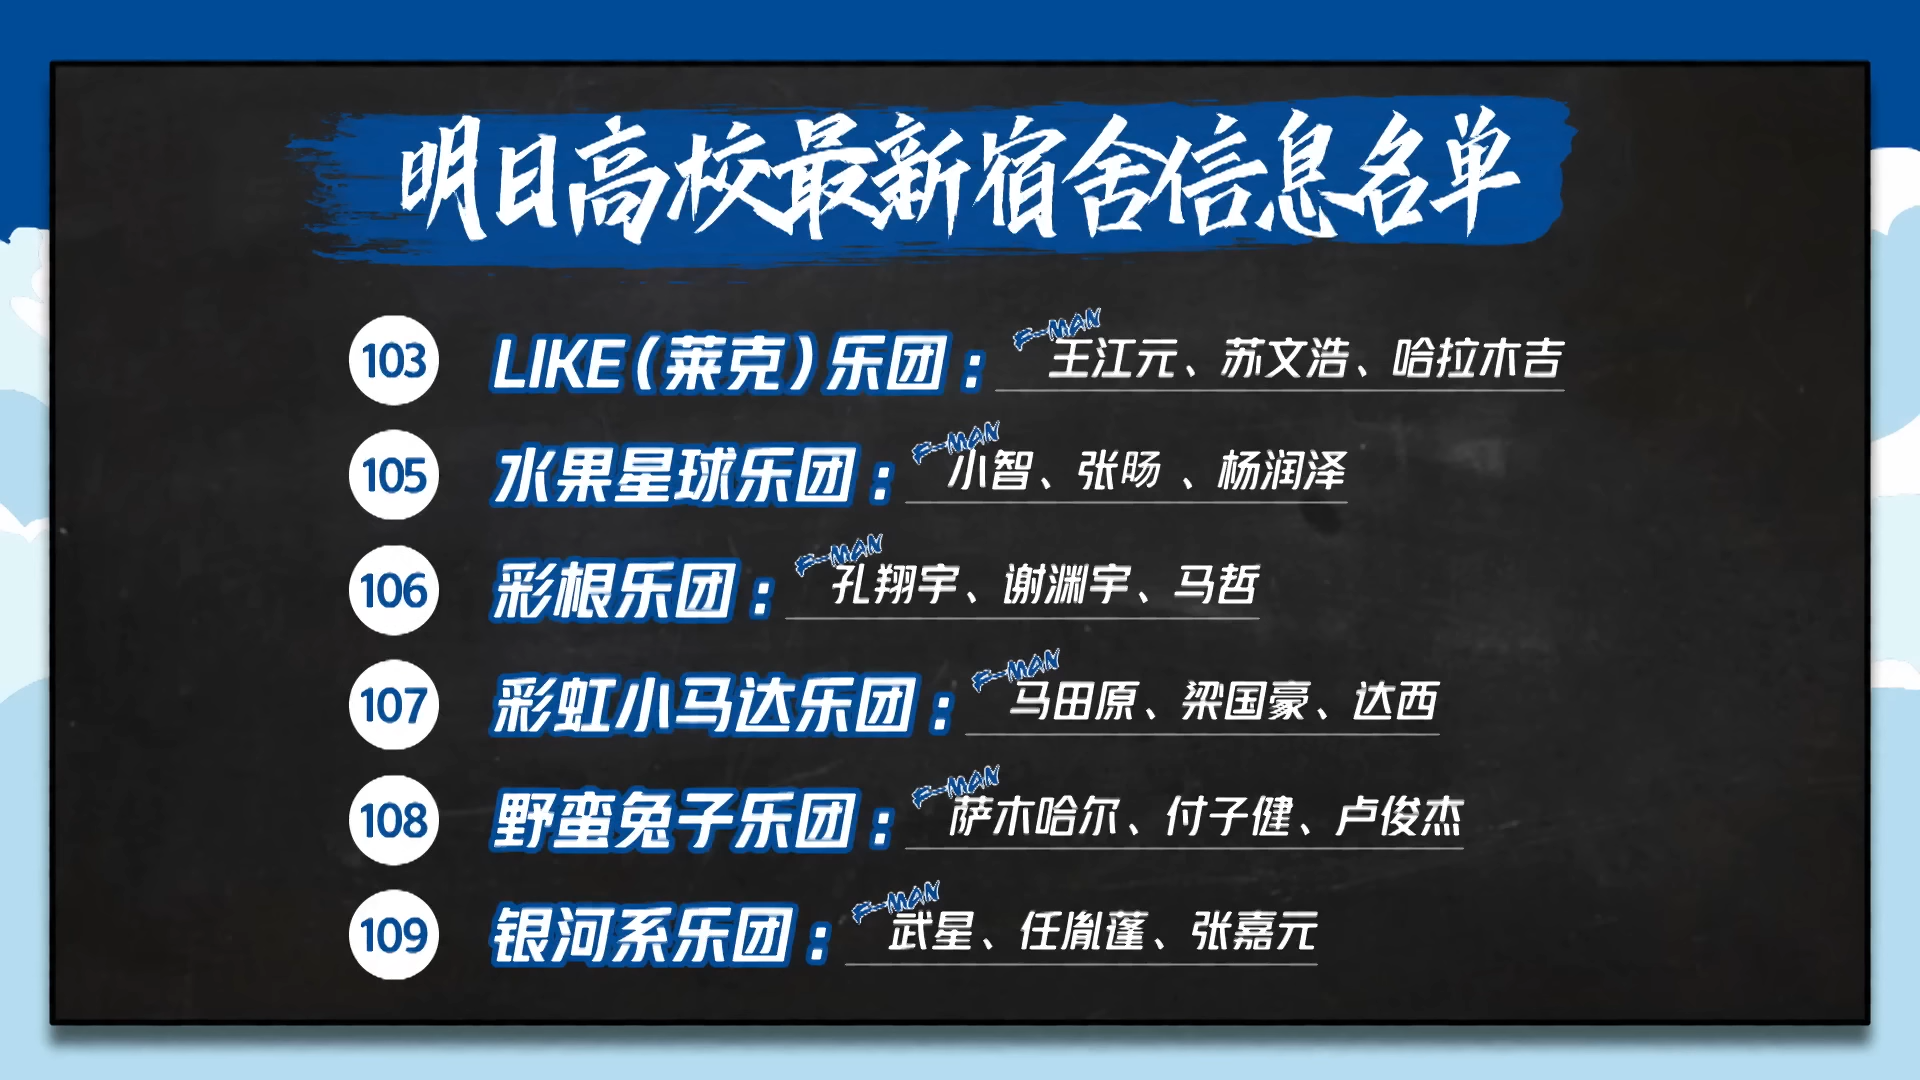 明日高校最新宿舍信息名单
103 LIKE(莱克)乐团：F-MAN 王江元、苏文浩、哈拉木吉
105 水果星球乐团：F-MAN 小智、张旸、杨润泽
106 彩根乐团：F-MAN 孔翔宇、谢渊宇、马哲
107 彩虹小马达乐团：F-MAN 马田原、梁国豪、达西
108 野蛮兔子乐团：F-MAN 萨木哈尔、付子健、卢俊杰
109 银河系乐团：F-MAN 武星、任胤蓬、张嘉元